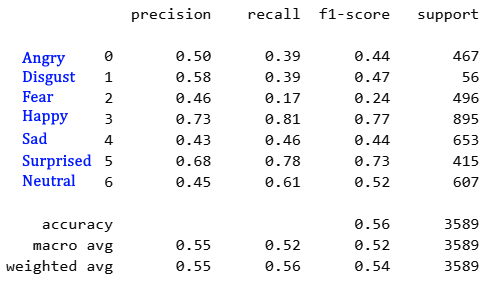 precision recall f1-score support
Angry 0 0.50 0.39 0.44 467
Disgust 1 0.58 0.39 0.47 56
Fear 2 0.46 0.17 0.24 496
Happy 3 0.73 0.81 0.77 895
Sad 4 0.43 0.46 0.44 653
Surprised 5 0.68 0.78 0.73 415
Neutral 6 0.45 0.61 0.52 607
accuracy 0.56 3589
macro avg 0.55 0.52 0.52 3589
weighted avg 0.55 0.56 0.54 3589